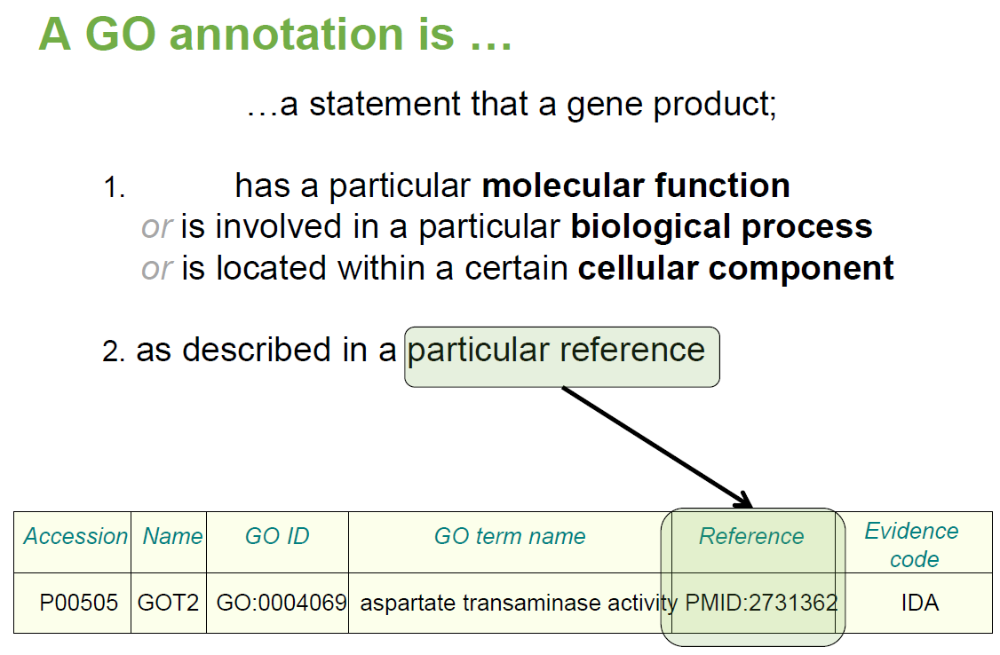 A GO annotation is …
…a statement that a gene product;
1. has a particular molecular function
or is involved in a particular biological process
or is located within a certain cellular component
2. as described in a particular reference
Accession Name GO ID GO term name Reference Evidence code
P00505 GOT2 GO:0004069 aspartate transaminase activity PMID:2731362 IDA